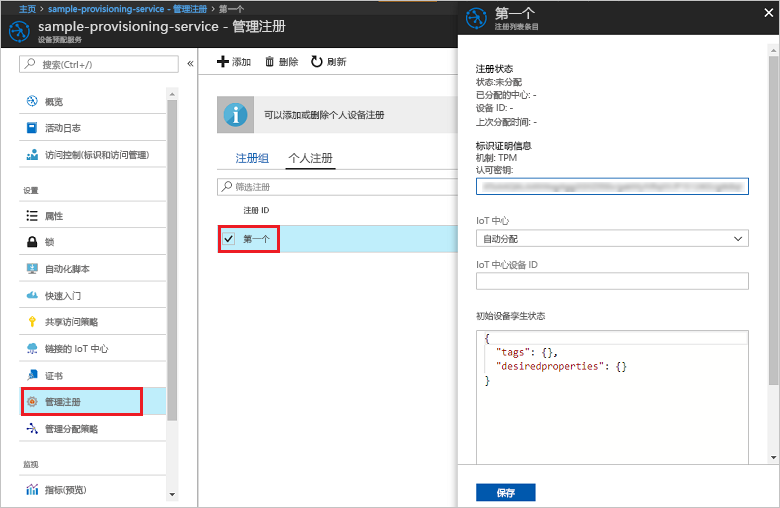 主页 > sample-provisioning-service - 管理注册 > 第一个
sample-provisioning-service - 管理注册
设备预配服务
搜索(Ctrl+/)
«
概览
活动日志
访问控制(标识和访问管理)
设置
属性
锁
自动化脚本
快速入门
共享访问策略
链接的 IoT 中心
证书
管理注册
管理分配策略
监视
指标(预览)
添加
删除
刷新
可以添加或删除个人设备注册
注册组
个人注册
筛选注册
注册 ID
第一个
第一个
注册列表条目
注册状态
状态:未分配
已分配的中心: -
设备 ID: -
上次分配时间: -
标识证明信息
机制: TPM
认可密钥:
IoT 中心
自动分配
IoT 中心设备 ID
初始设备孪生状态
{
"tags": {},
"desiredproperties": {}
}
保存